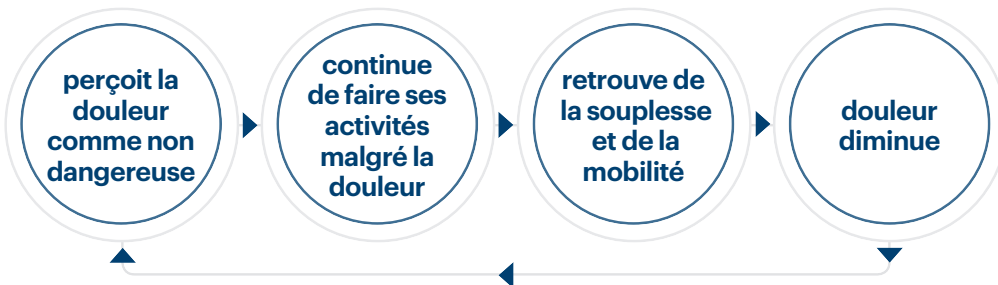 perçoit la
douleur
comme non
dangereuse
continue
de faire ses
activités
malgré la
douleur
retrouve de
la souplesse
et de la
mobilité
douleur
diminue